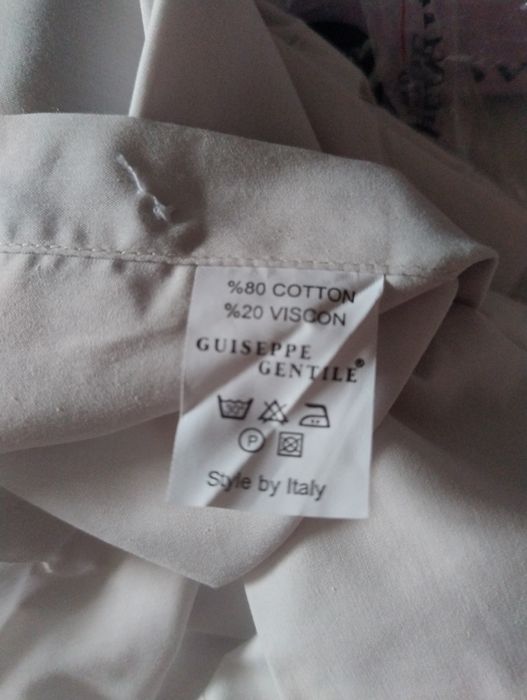 %80 COTTON
%20 VISCON
GUISEPPE
GENTILE®
P
Style by Italy